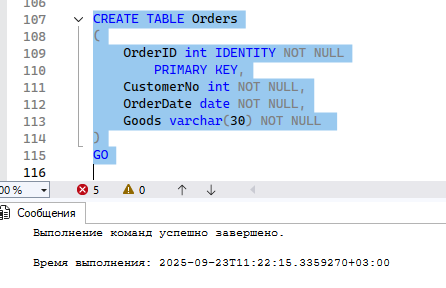 106
107 CREATE TABLE Orders
108 (
109 OrderID int IDENTITY NOT NULL
110 PRIMARY KEY,
111 CustomerNo int NOT NULL,
112 OrderDate date NOT NULL,
113 Goods varchar(30) NOT NULL
114 )
115 GO
116
00 % 5 0
Сообщения
Выполнение команд успешно завершено.
Время выполнения: 2025-09-23T11:22:15.3359270+03:00